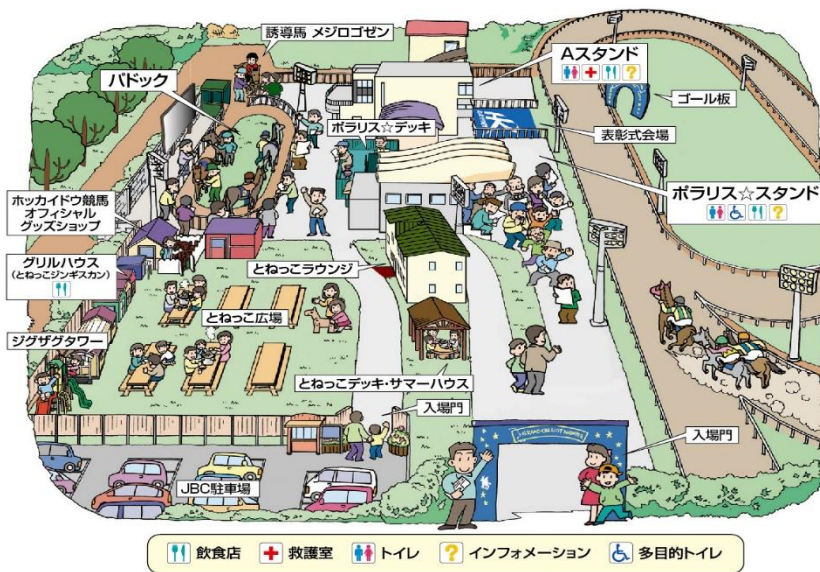 誘導馬 メジロゴゼン
パドック
Aスタンド
ゴール板
ポラリス☆デッキ
表彰式会場
ポラリス☆スタンド
ホッカイドウ競馬
オフィシャル
グッズショップ
グリルハウス
(とねっこジンギスカン)
とねっこラウンジ
とねっこ広場
ジグザグタワー
とねっこデッキ・サマーハウス
入場門
入場門
JBC駐車場
飲食店
救護室
トイレ
? インフォメーション
多目的トイレ